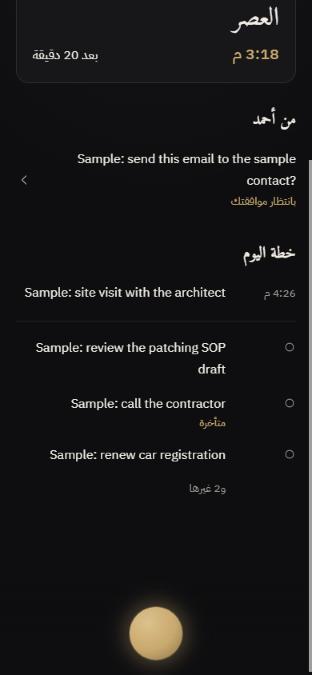 العصر
3:18 م
بعد 20 دقيقة
من أحمد
Sample: send this email to the sample
contact?
بانتظار موافقتك
خطة اليوم
4:26 م
Sample: site visit with the architect
Sample: review the patching SOP
draft
Sample: call the contractor
متأخرة
Sample: renew car registration
و2 غيرها